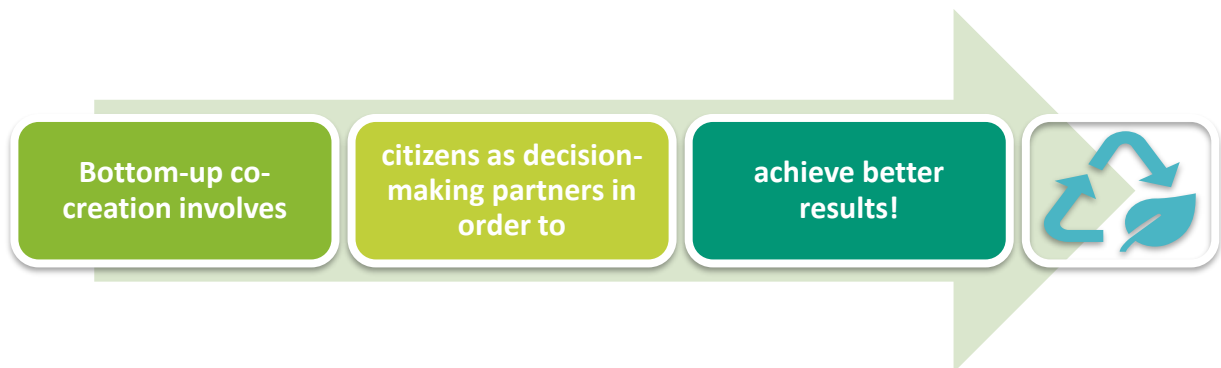 Bottom-up co-
creation involves
citizens as decision-
making partners in
order to
achieve better
results!